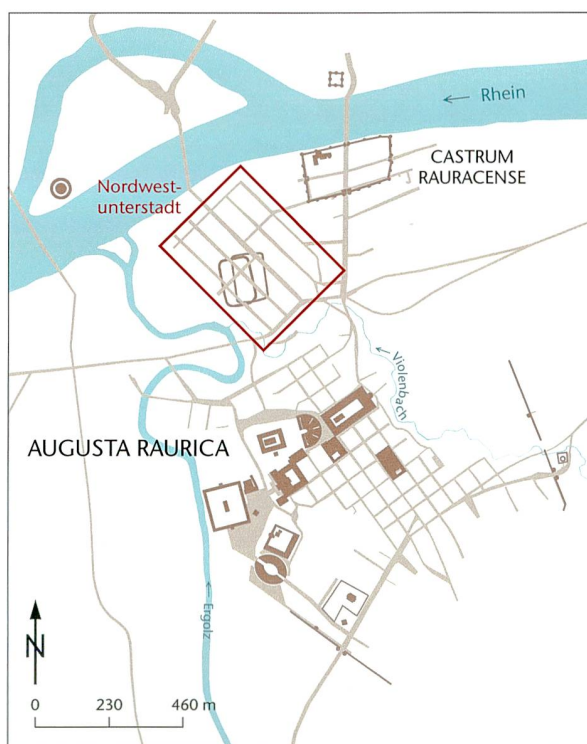 ← Rhein
CASTRUM
RAURACENSE
Nordwest-
unterstadt
← Violenbach
AUGUSTA RAURICA
← Ergolz
N
0 230 460 m